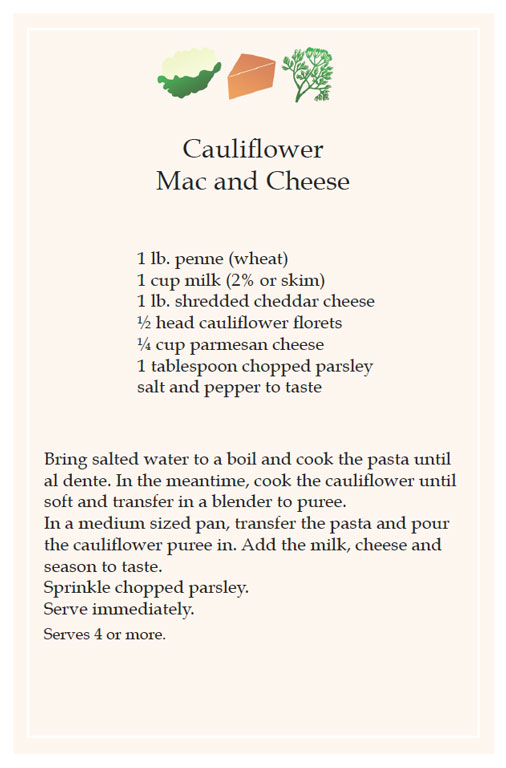 Cauliflower
Mac and Cheese
1 lb. penne (wheat)
1 cup milk (2% or skim)
1 lb. shredded cheddar cheese
½ head cauliflower florets
¼ cup parmesan cheese
1 tablespoon chopped parsley
salt and pepper to taste
Bring salted water to a boil and cook the pasta until
al dente. In the meantime, cook the cauliflower until
soft and transfer in a blender to puree.
In a medium sized pan, transfer the pasta and pour
the cauliflower puree in. Add the milk, cheese and
season to taste.
Sprinkle chopped parsley.
Serve immediately.
Serves 4 or more.